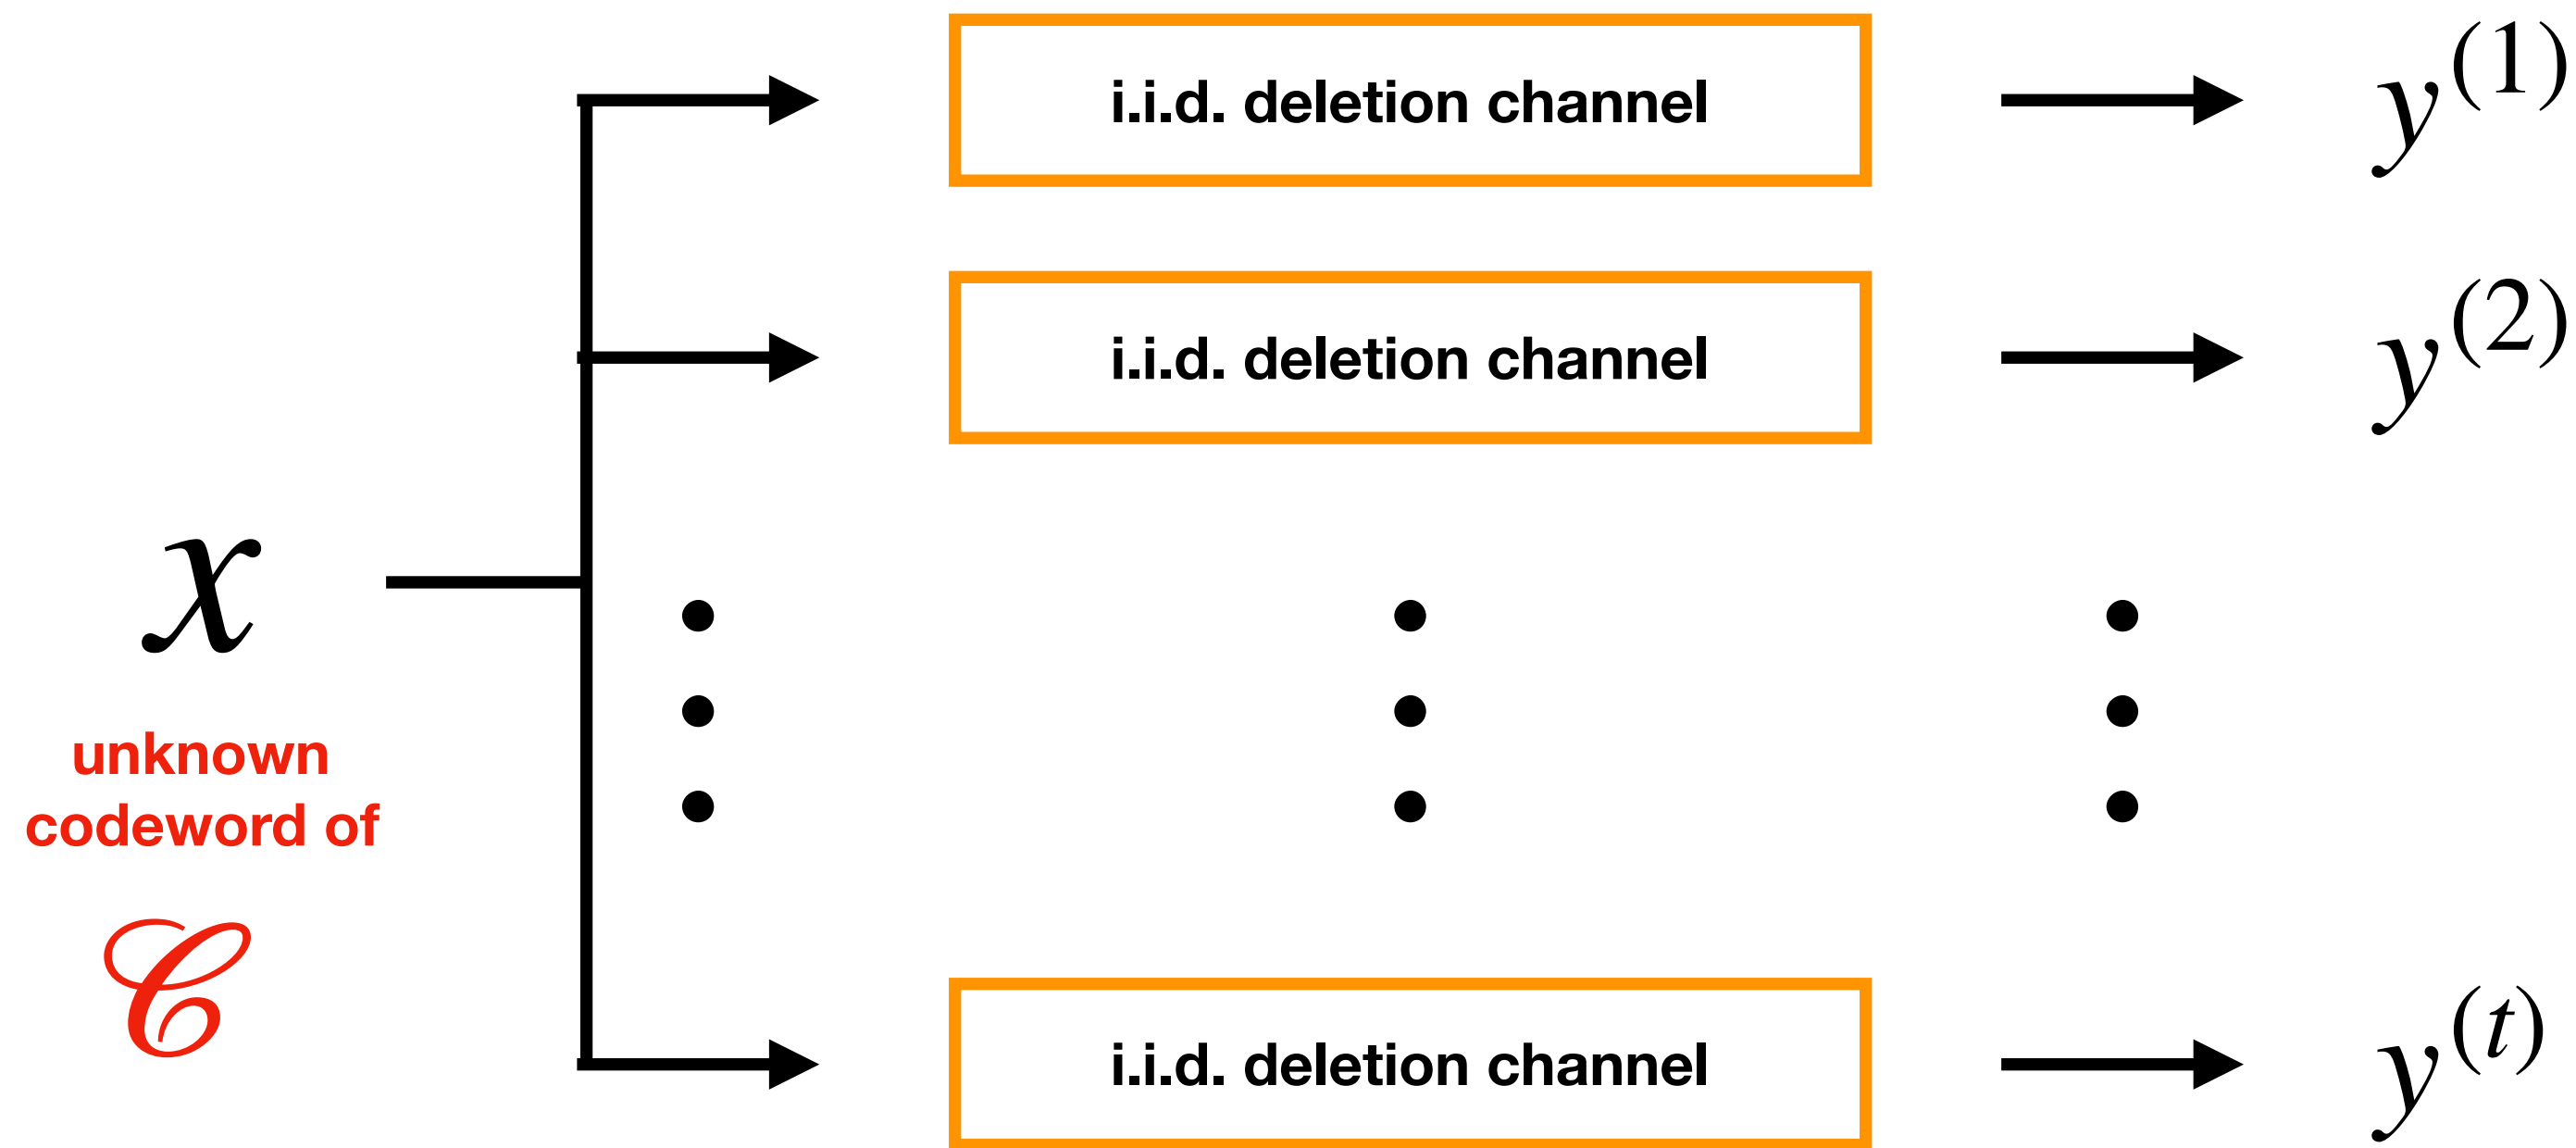 i.i.d. deletion channel
y^{(1)}
i.i.d. deletion channel
y^{(2)}
x
unknown
codeword of
𝒞
i.i.d. deletion channel
y^{(t)}